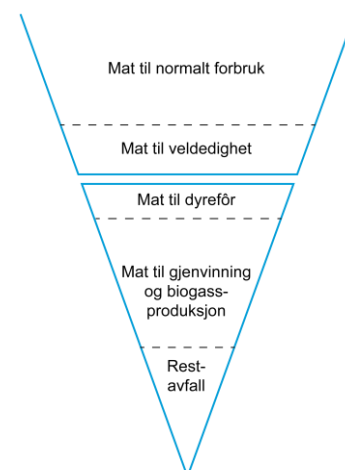 Mat til normalt forbruk
Mat til veldedighet
Mat til dyrefôr
Mat til gjenvinning
og biogass-
produksjon
Rest-
avfall